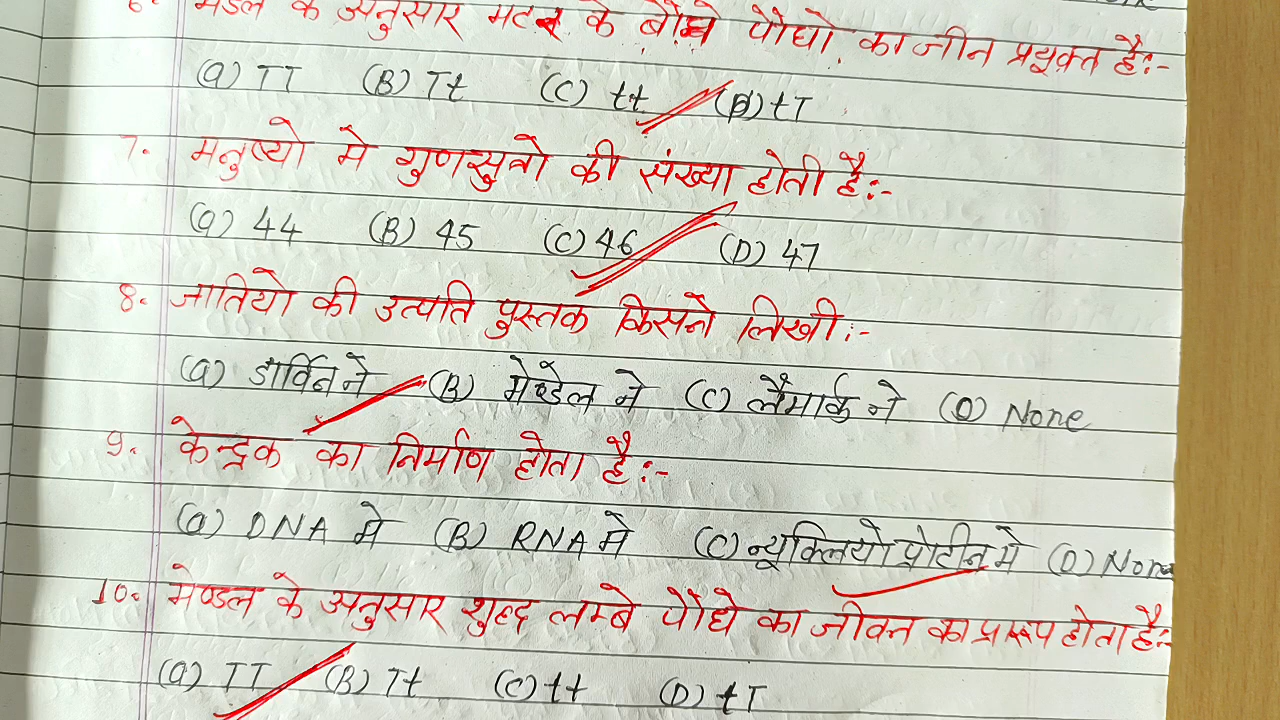 6. मेंडल के अनुसार मटर के बौने पौधो का जीन प्रयुक्त है:-
(a) TT (B) Tt (C) tt (D) tT
7. मनुष्यो मे गुणसुत्रो की संख्या होती है:-
(a) 44 (B) 45 (C) 46 (D) 47
8. जातियो की उत्पति पुस्तक किसने लिखी:-
(a) डार्विन ने (B) मेण्डेल ने (C) लैमार्क ने (D) None
9. केन्द्रक का निर्माण होता है:-
(a) DNA मे (B) RNA मे (C) न्यूक्लियो प्रोटीन मे (D) None
10. मेण्डल के अनुसार शुद्ध लम्बे पौधे का जीवन का प्रारूप होता है:-
(a) TT (B) Tt (C) tt (D) tT